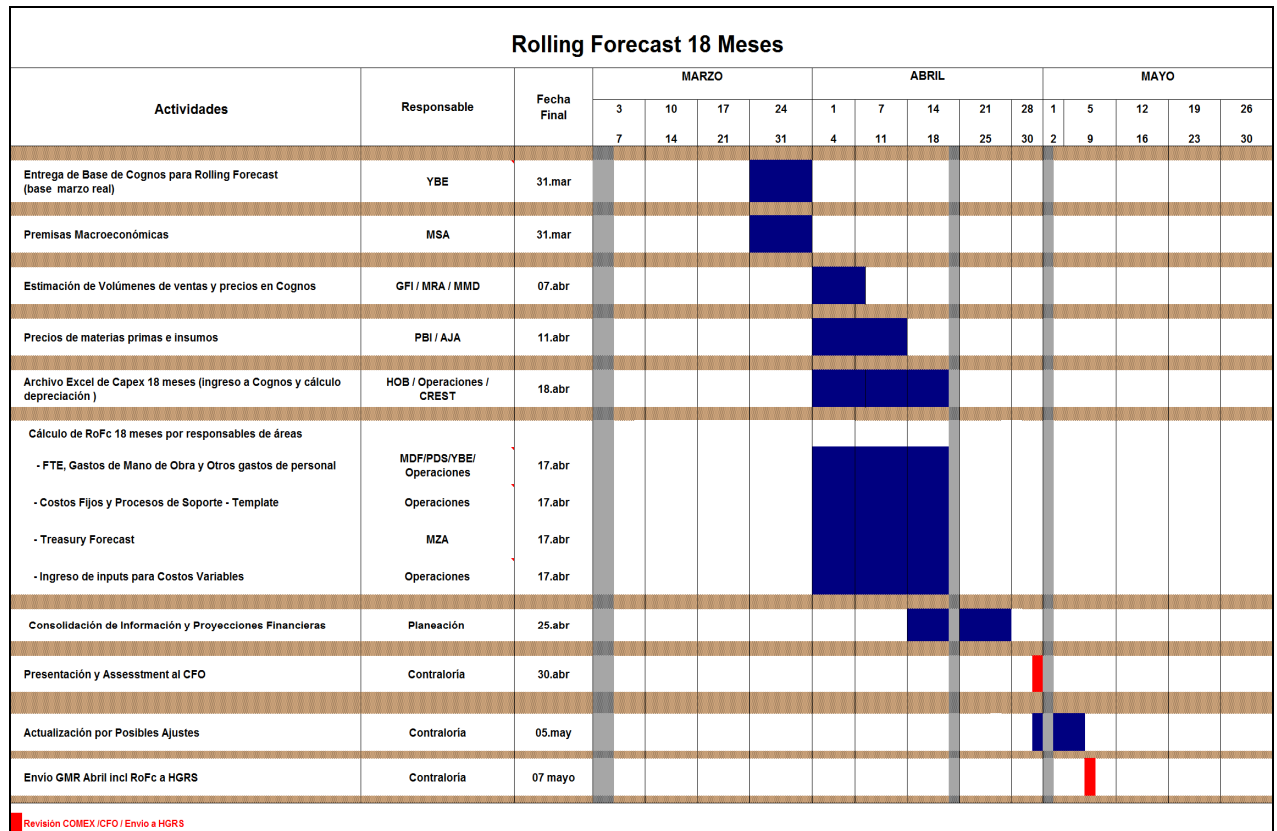 Rolling Forecast 18 Meses
MARZO ABRIL MAYO
Actividades Responsable Fecha
Final
3 10 17 24 1 7 14 21 28 1 5 12 19 26
7 14 21 31 4 11 18 25 30 2 9 16 23 30
Entrega de Base de Cognos para Rolling Forecast
(base marzo real)
YBE 31.mar
Premisas Macroeconómicas MSA 31.mar
Estimación de Volúmenes de ventas y precios en Cognos GFI / MRA / MMD 07.abr
Precios de materias primas e insumos PBI / AJA 11.abr
Archivo Excel de Capex 18 meses (ingreso a Cognos y cálculo
depreciación )
HOB / Operaciones /
CREST
18.abr
Cálculo de RoFc 18 meses por responsables de áreas
- FTE, Gastos de Mano de Obra y Otros gastos de personal
MDF/PDS/YBE/
Operaciones
17.abr
- Costos Fijos y Procesos de Soporte - Template Operaciones 17.abr
- Treasury Forecast MZA 17.abr
- Ingreso de inputs para Costos Variables Operaciones 17.abr
Consolidación de Información y Proyecciones Financieras Planeación 25.abr
Presentación y Assesstment al CFO Contraloría 30.abr
Actualización por Posibles Ajustes Contraloría 05.may
Envío GMR Abril incl RoFc a HGRS Contraloría 07 mayo
Revisión COMEX /CFO / Envio a HGRS